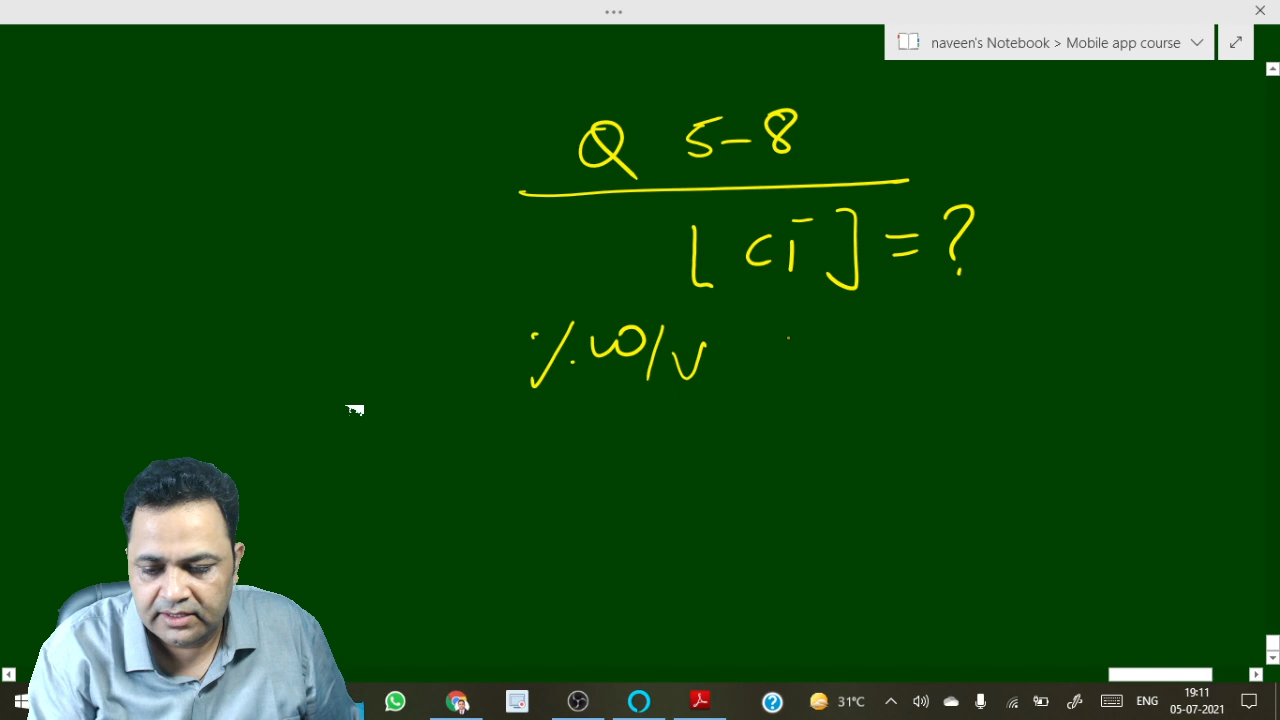 naveen's Notebook > Mobile app course
Q 5-8
[Cl⁻] = ?
% w/v
31°C
ENG
19:11
05-07-2021